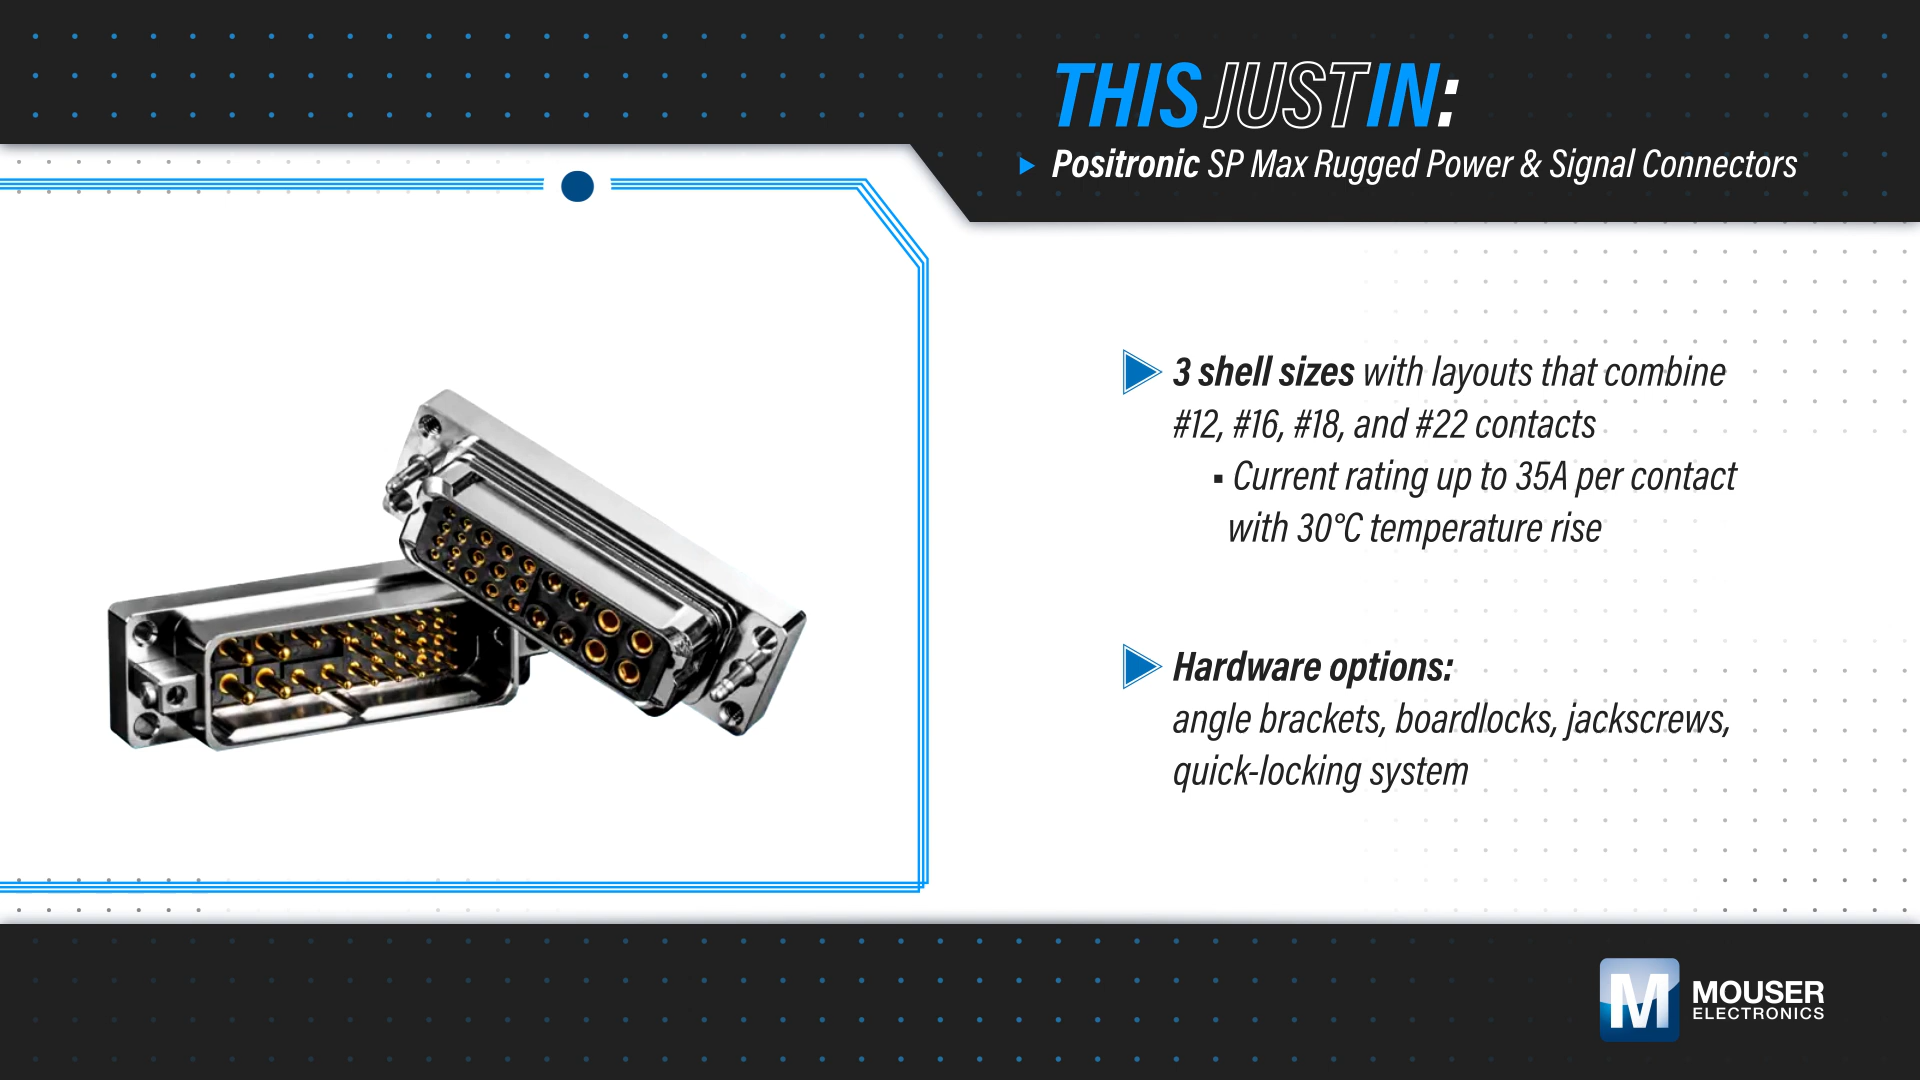 THIS JUST IN:
Positronic SP Max Rugged Power & Signal Connectors
3 shell sizes with layouts that combine
#12, #16, #18, and #22 contacts
▪ Current rating up to 35A per contact
with 30°C temperature rise
Hardware options:
angle brackets, boardlocks, jackscrews,
quick-locking system
M
MOUSER
ELECTRONICS